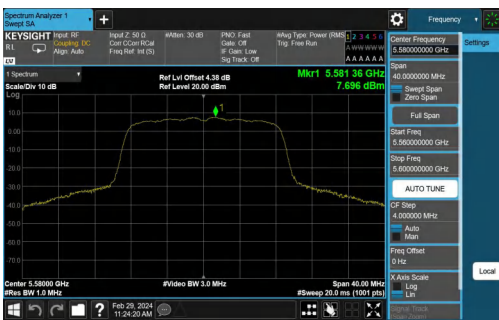 Spectrum Analyzer 1
Swept SA
Frequency
KEYSIGHT
RL
Input: RF
Coupling: DC
Align: Auto
Input Z: 50 Ω
Corr CCorr RCal
Freq Ref: Int (S)
#Atten: 30 dB
PNO: Fast
Gate: Off
IF Gain: Low
Sig Track: Off
#Avg Type: Power (RMS)
Trig: Free Run
1 2 3 4 5 6
A W W W W W
A A A A A A
LV
1 Spectrum
Scale/Div 10 dB
Log
Ref Lvl Offset 4.38 dB
Ref Level 20.00 dBm
Mkr1 5.581 36 GHz
7.696 dBm
1
10.0
0.00
-10.0
-20.0
-30.0
-40.0
-50.0
-60.0
-70.0
Center 5.58000 GHz
#Res BW 1.0 MHz
#Video BW 3.0 MHz
Span 40.00 MHz
#Sweep 20.0 ms (1001 pts)
Feb 29, 2024
11:24:20 AM
Center Frequency
5.580000000 GHz
Settings
Span
40.0000000 MHz
Swept Span
Zero Span
Full Span
Start Freq
5.560000000 GHz
Stop Freq
5.600000000 GHz
AUTO TUNE
CF Step
4.000000 MHz
Auto
Man
Freq Offset
0 Hz
X Axis Scale
Log
Lin
Local
Signal Track
(Span Zoom)